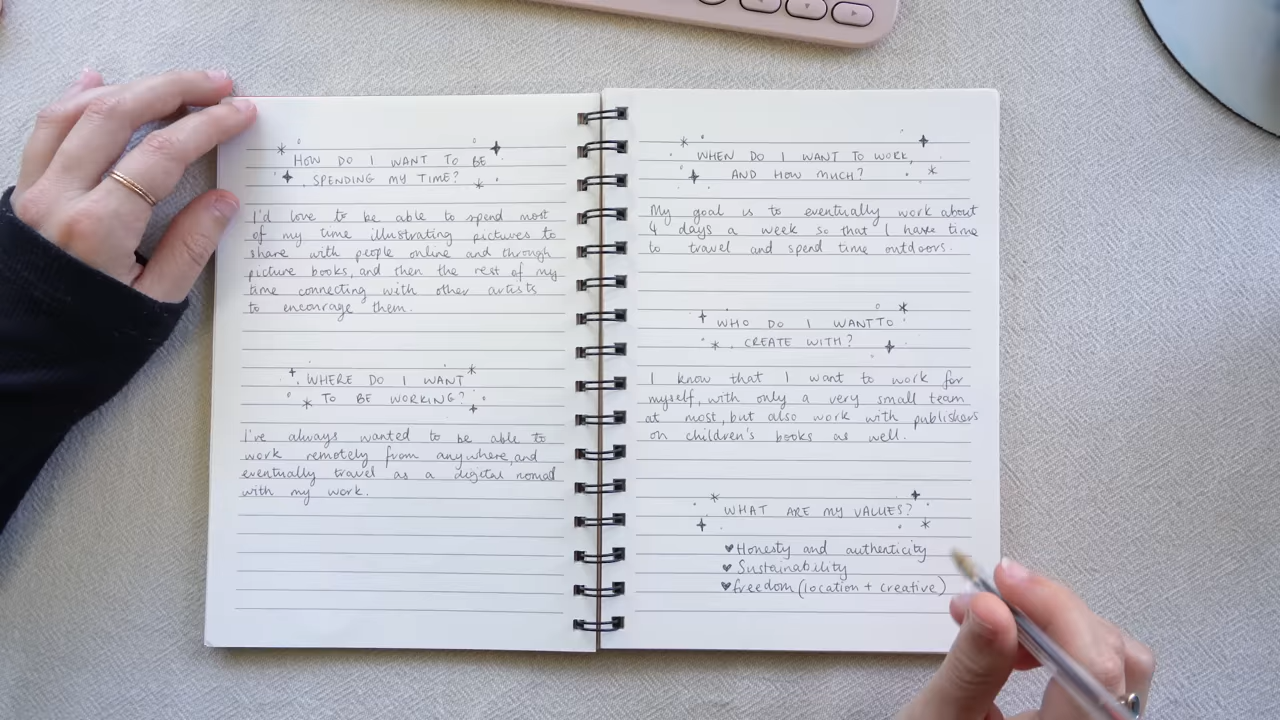 HOW DO I WANT TO BE
SPENDING MY TIME?
I'd love to be able to spend most
of my time illustrating pictures to
share with people online and through
picture books, and then the rest of my
time connecting with other artists
to encourage them.
WHERE DO I WANT
TO BE WORKING?
I've always wanted to be able to
work remotely from anywhere, and
eventually travel as a digital nomad
with my work.
WHEN DO I WANT TO WORK,
AND HOW MUCH?
My goal is to eventually work about
4 days a week so that I have time
to travel and spend time outdoors.
WHO DO I WANT TO
CREATE WITH?
I know that I want to work for
myself, with only a very small team
at most, but also work with publishers
on children's books as well.
WHAT ARE MY VALUES?
♥ Honesty and authenticity
♥ Sustainability
♥ freedom (location + creative)